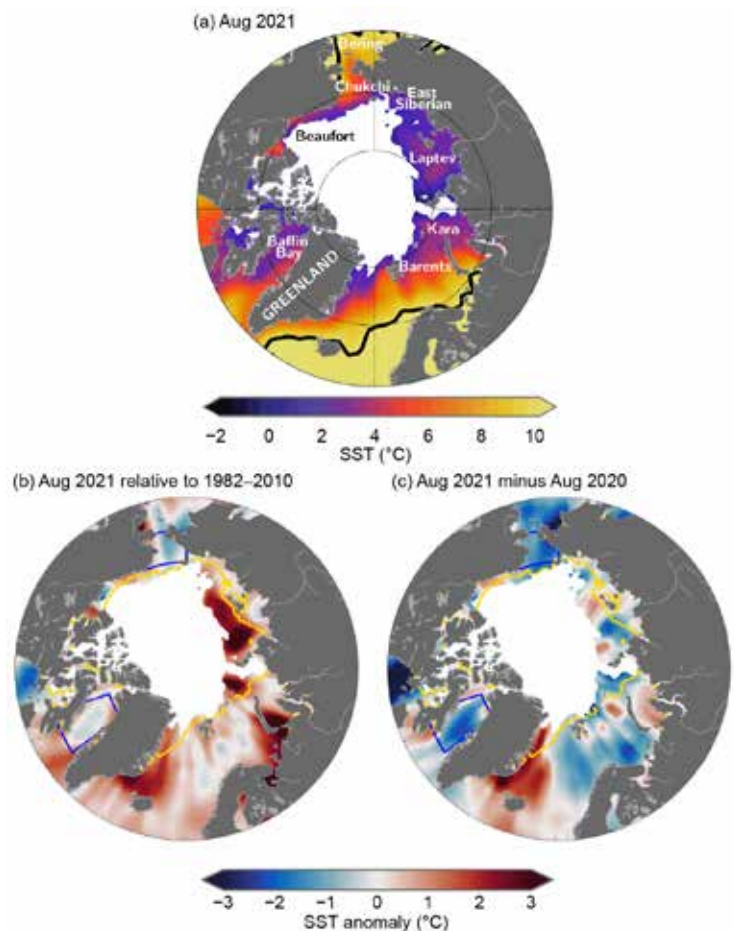 (a) Aug 2021
Bering
Chukchi
East
Siberian
Beaufort
Laptev
Kara
Baffin
Bay
Barents
GREENLAND
−2 0 2 4 6 8 10
SST (°C)
(b) Aug 2021 relative to 1982–2010
(c) Aug 2021 minus Aug 2020
−3 −2 −1 0 1 2 3
SST anomaly (°C)